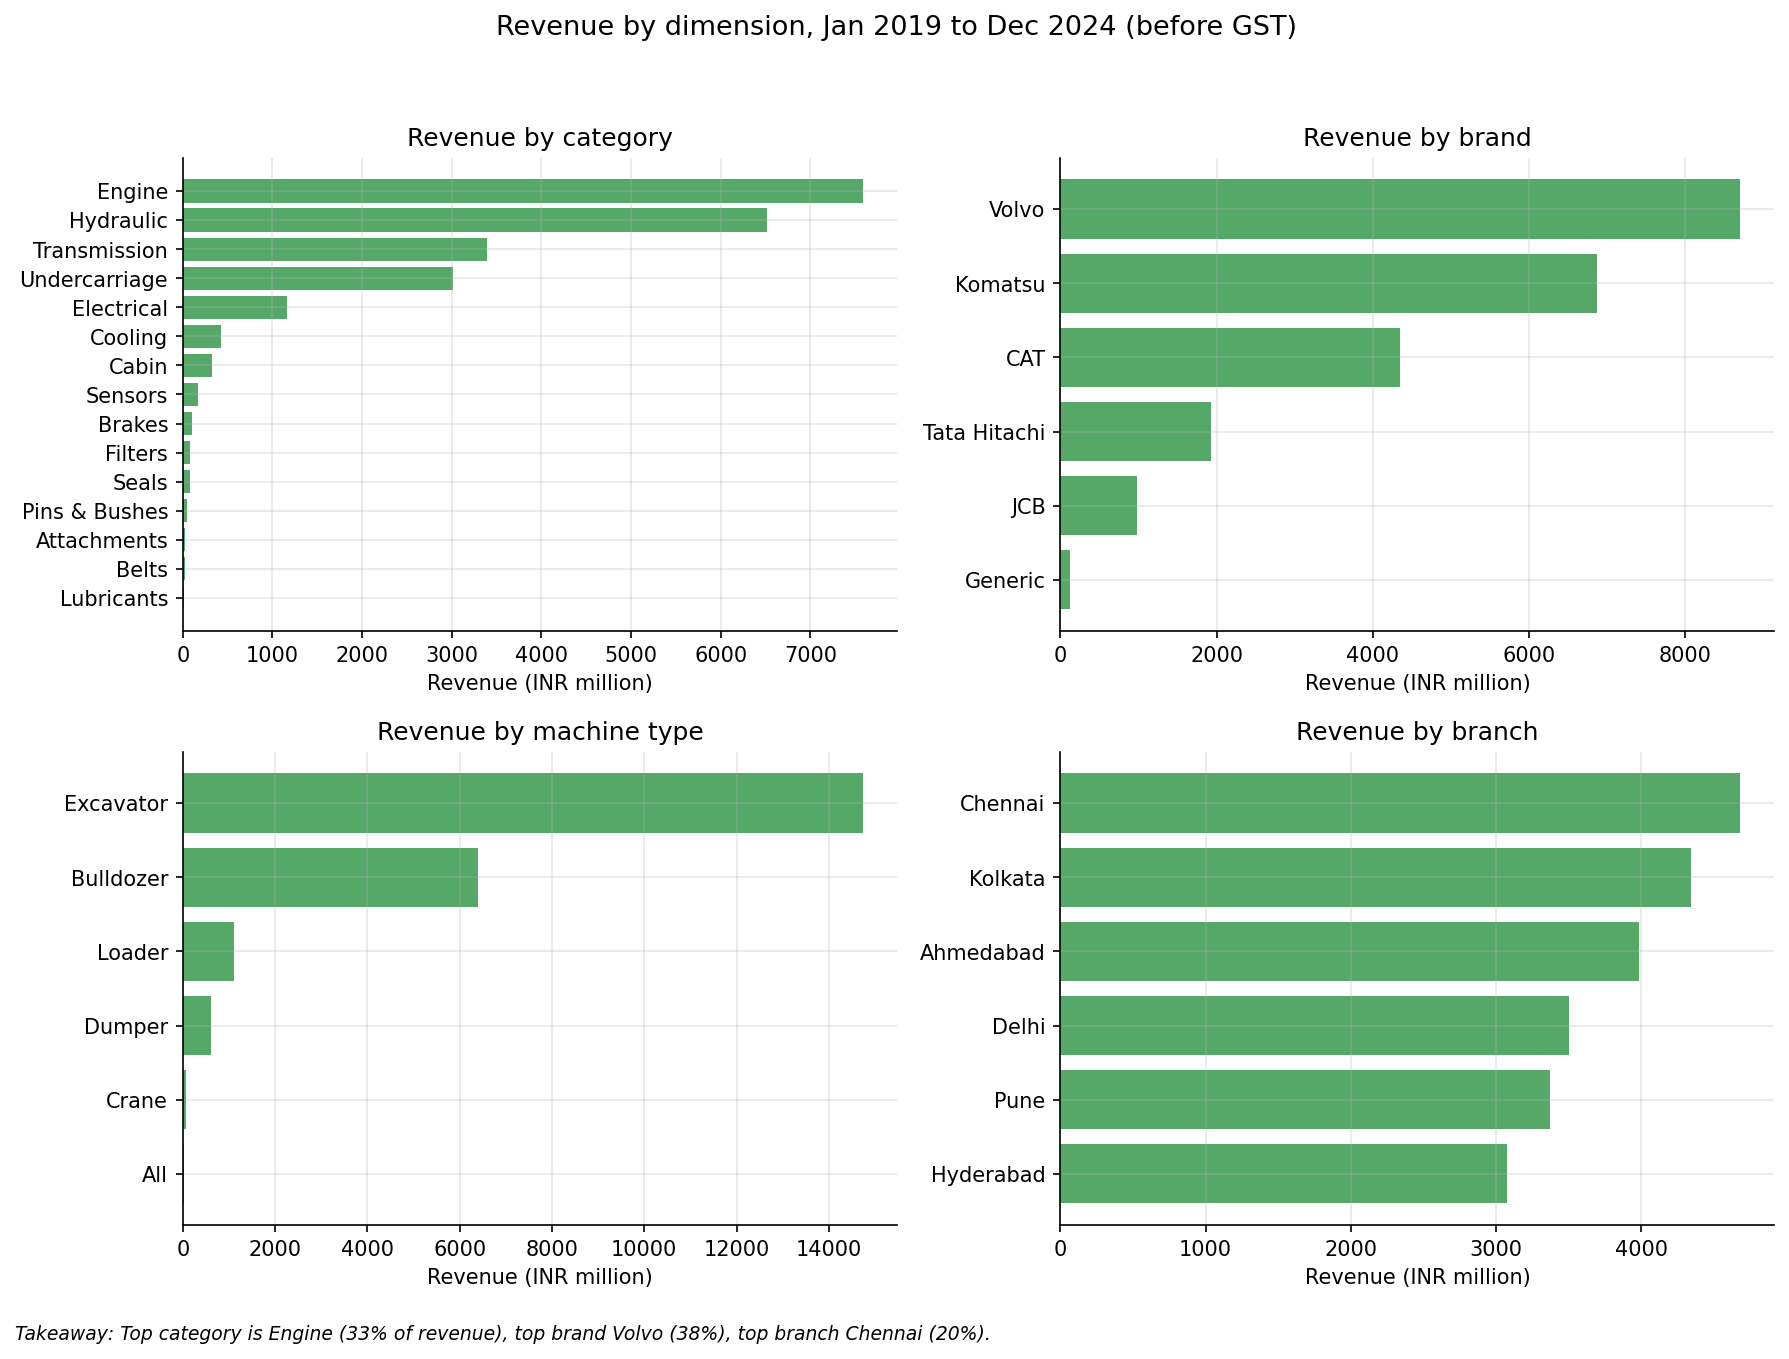 Revenue by dimension, Jan 2019 to Dec 2024 (before GST)
Revenue by category
Engine
Hydraulic
Transmission
Undercarriage
Electrical
Cooling
Cabin
Sensors
Brakes
Filters
Seals
Pins & Bushes
Attachments
Belts
Lubricants
0 1000 2000 3000 4000 5000 6000 7000
Revenue (INR million)
Revenue by brand
Volvo
Komatsu
CAT
Tata Hitachi
JCB
Generic
0 2000 4000 6000 8000
Revenue (INR million)
Revenue by machine type
Excavator
Bulldozer
Loader
Dumper
Crane
All
0 2000 4000 6000 8000 10000 12000 14000
Revenue (INR million)
Revenue by branch
Chennai
Kolkata
Ahmedabad
Delhi
Pune
Hyderabad
0 1000 2000 3000 4000
Revenue (INR million)
Takeaway: Top category is Engine (33% of revenue), top brand Volvo (38%), top branch Chennai (20%).